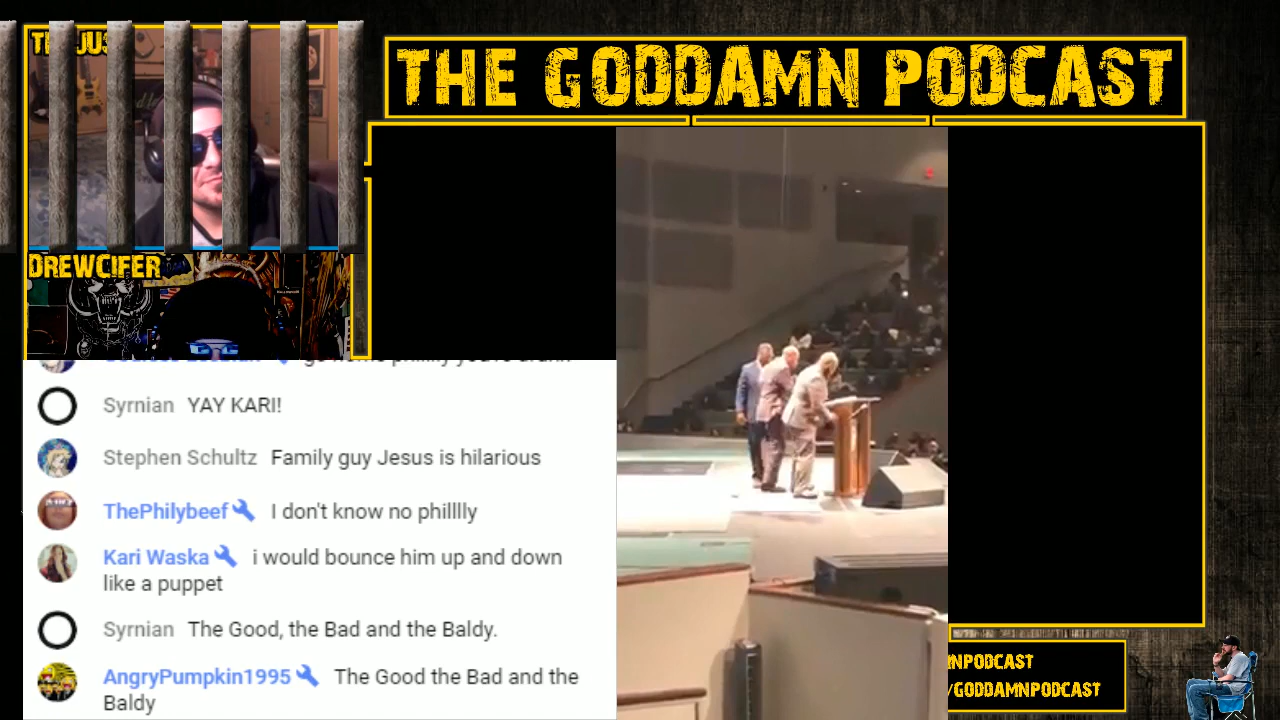 THE GODDAMN PODCAST
DREWCIFER
Syrnian YAY KARI!
Stephen Schultz Family guy Jesus is hilarious
ThePhilybeef I don't know no philllly
Kari Waska i would bounce him up and down
like a puppet
Syrnian The Good, the Bad and the Baldy.
AngryPumpkin1995 The Good the Bad and the
Baldy
NPODCAST
/GODDAMNPODCAST